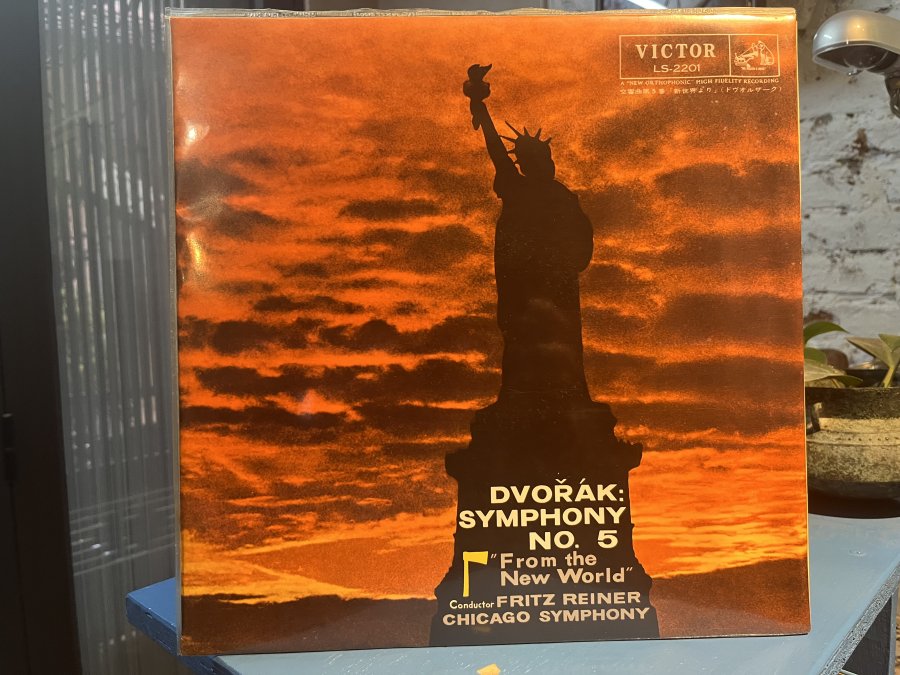 VICTOR
LS-2201
A "NEW ORTHOPHONIC" HIGH FIDELITY RECORDING
交響曲第5番「新世界より」(ドヴォルザーク)
DVOŘÁK:
SYMPHONY
NO. 5
"From the
New World"
Conductor FRITZ REINER
CHICAGO SYMPHONY